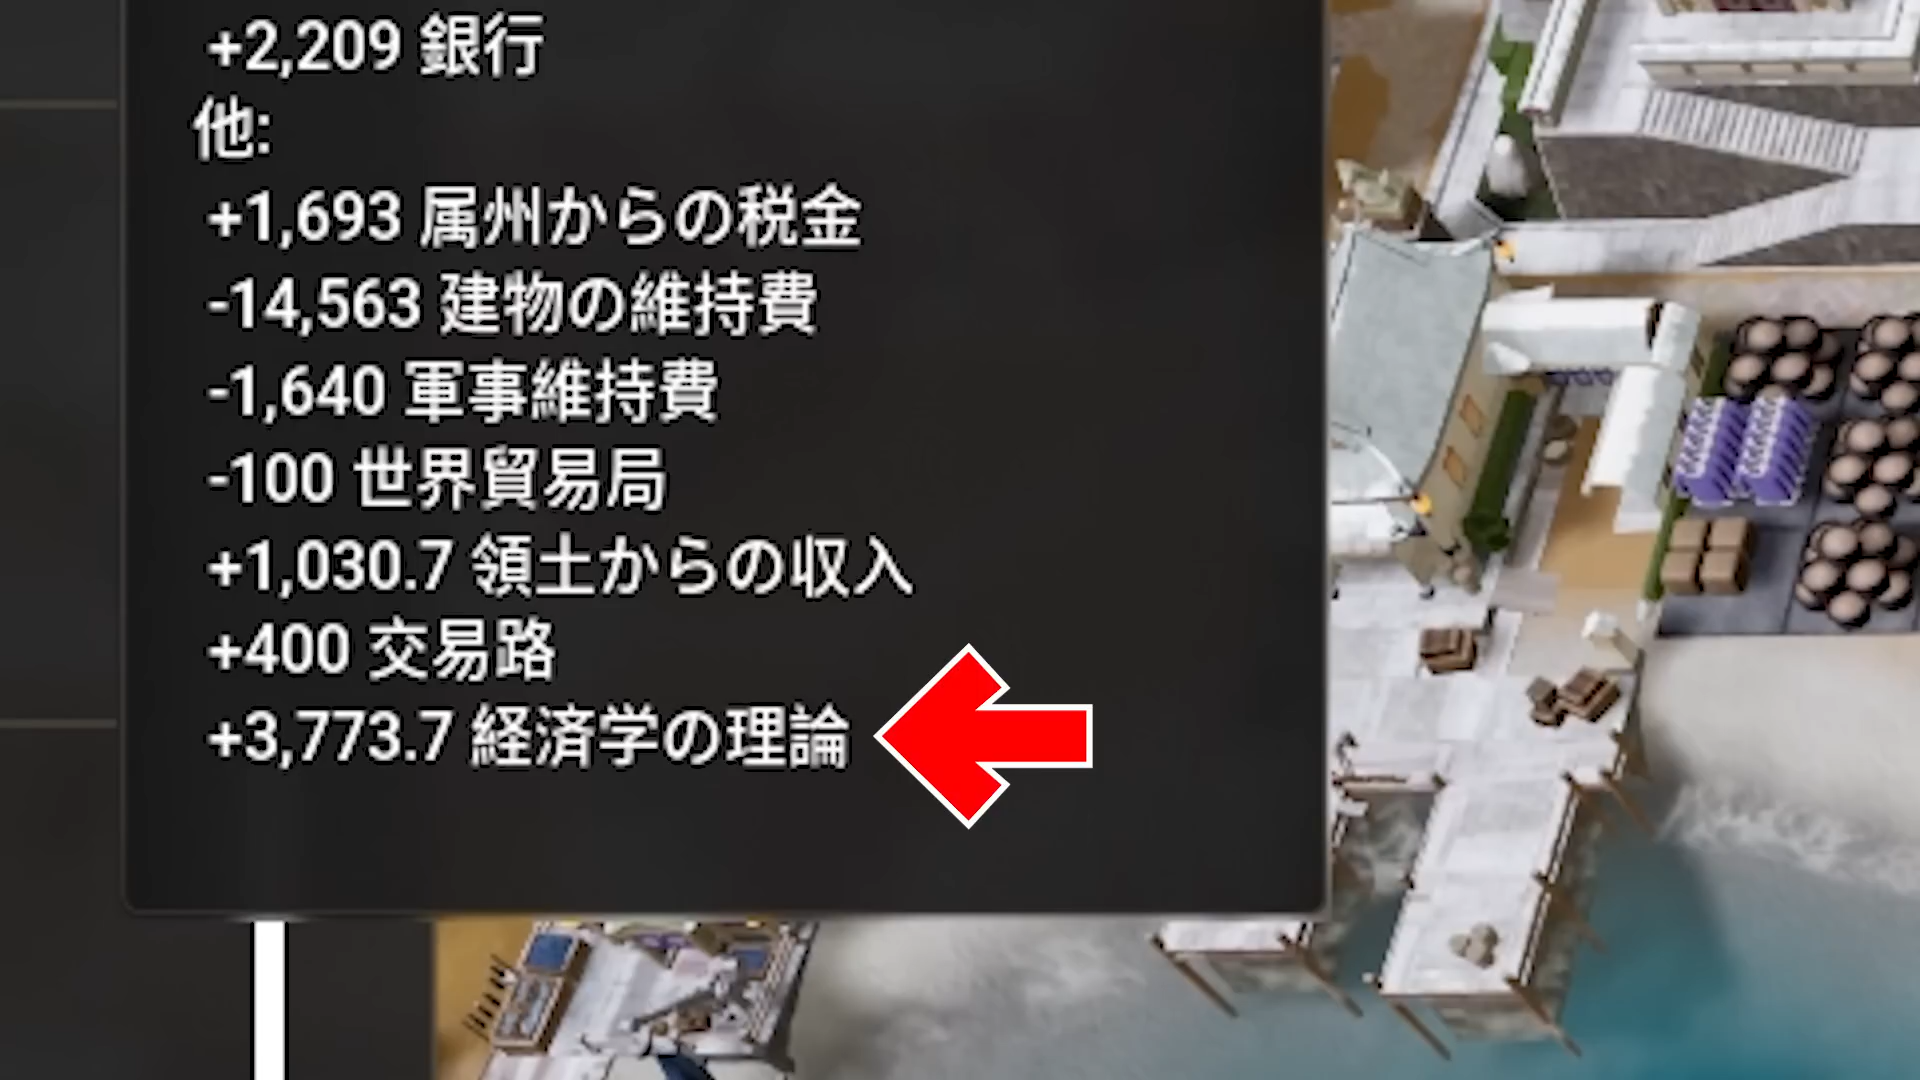 +2,209 銀行
他:
+1,693 属州からの税金
-14,563 建物の維持費
-1,640 軍事維持費
-100 世界貿易局
+1,030.7 領土からの収入
+400 交易路
+3,773.7 経済学の理論